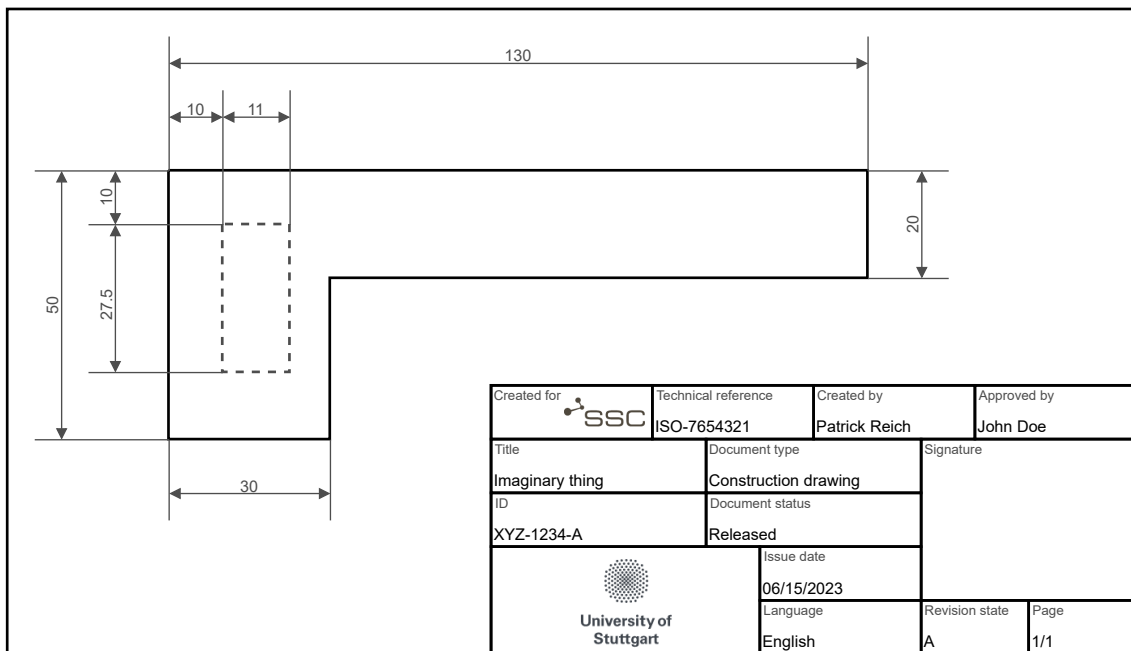 130
10
11
10
20
27.5
50
30
Created for
SSC
Technical reference
ISO-7654321
Created by
Patrick Reich
Approved by
John Doe
Title
Imaginary thing
Document type
Construction drawing
Signature
ID
XYZ-1234-A
Document status
Released
Issue date
06/15/2023
University of
Stuttgart
Language
English
Revision state
A
Page
1/1